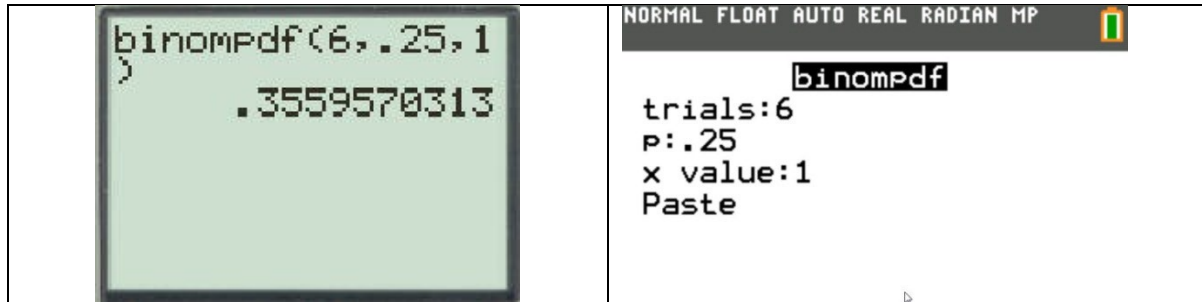 binompdf(6,.25,1
)
.3559570313
NORMAL FLOAT AUTO REAL RADIAN MP
binompdf
trials:6
p:.25
x value:1
Paste